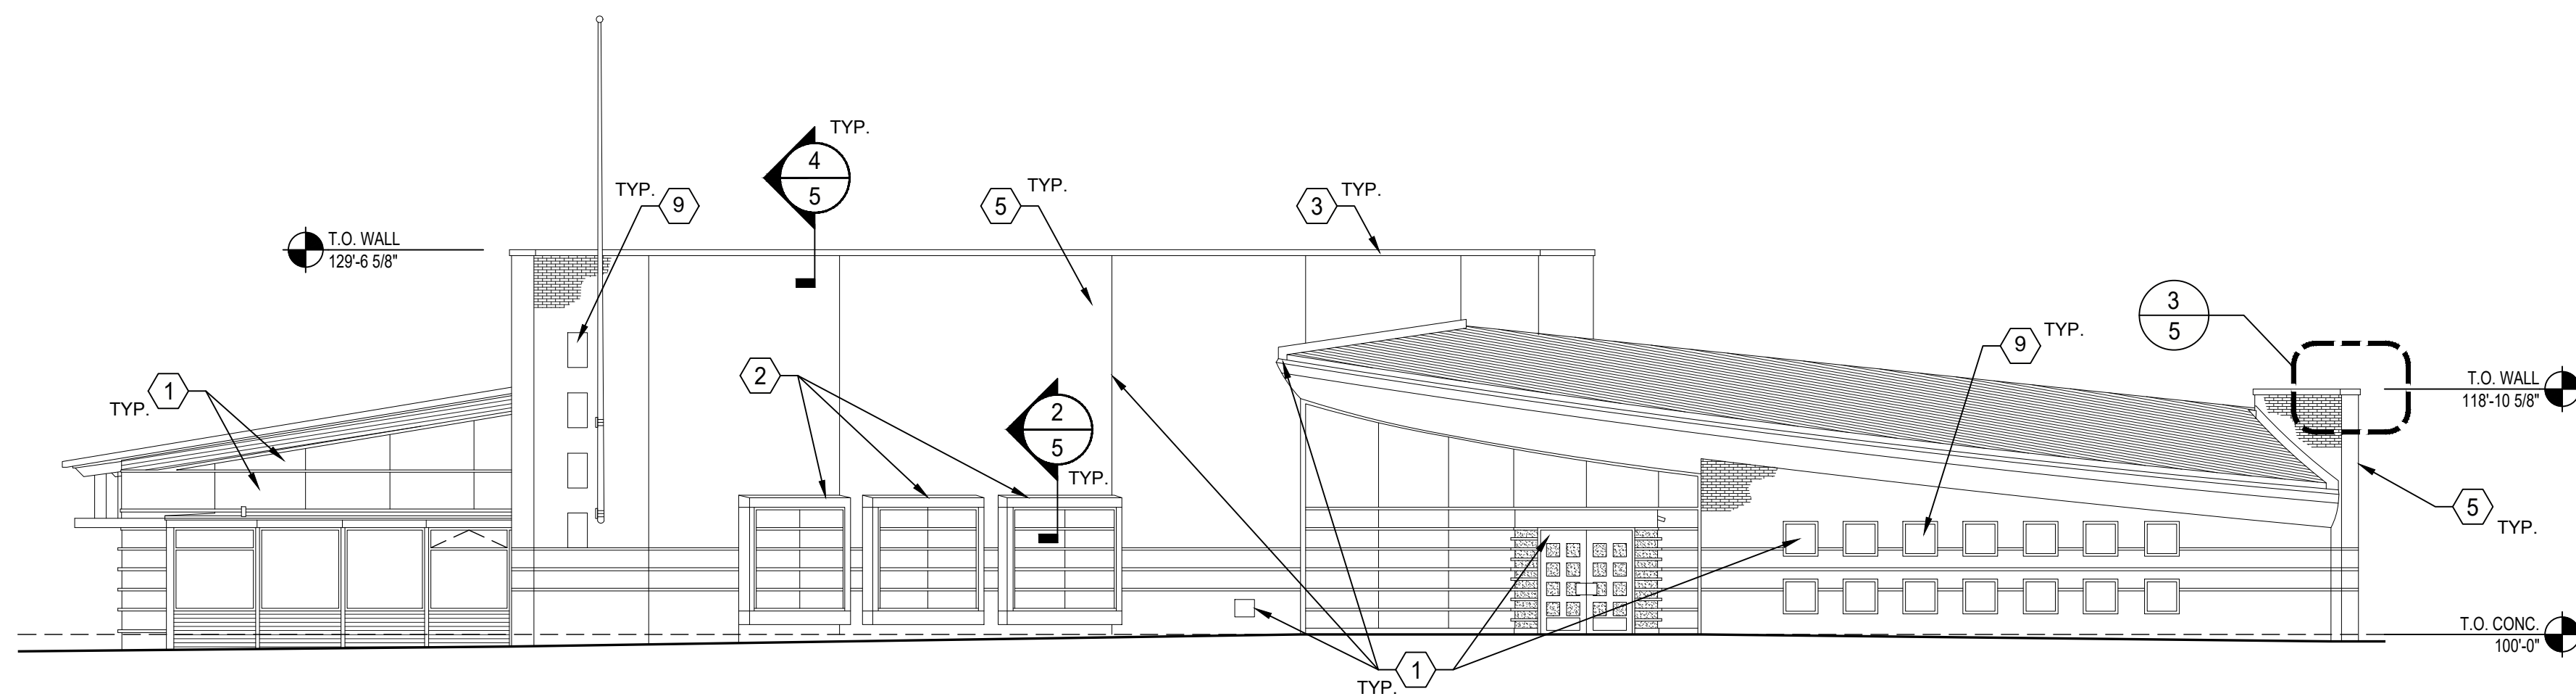 TYP.
4
5
TYP.
9
5
TYP.
3
TYP.
T.O. WALL
129'-6 5/8"
3
5
9
TYP.
1
TYP.
2
2
5
TYP.
T.O. WALL
118'-10 5/8"
5
TYP.
T.O. CONC.
100'-0"
TYP.
1